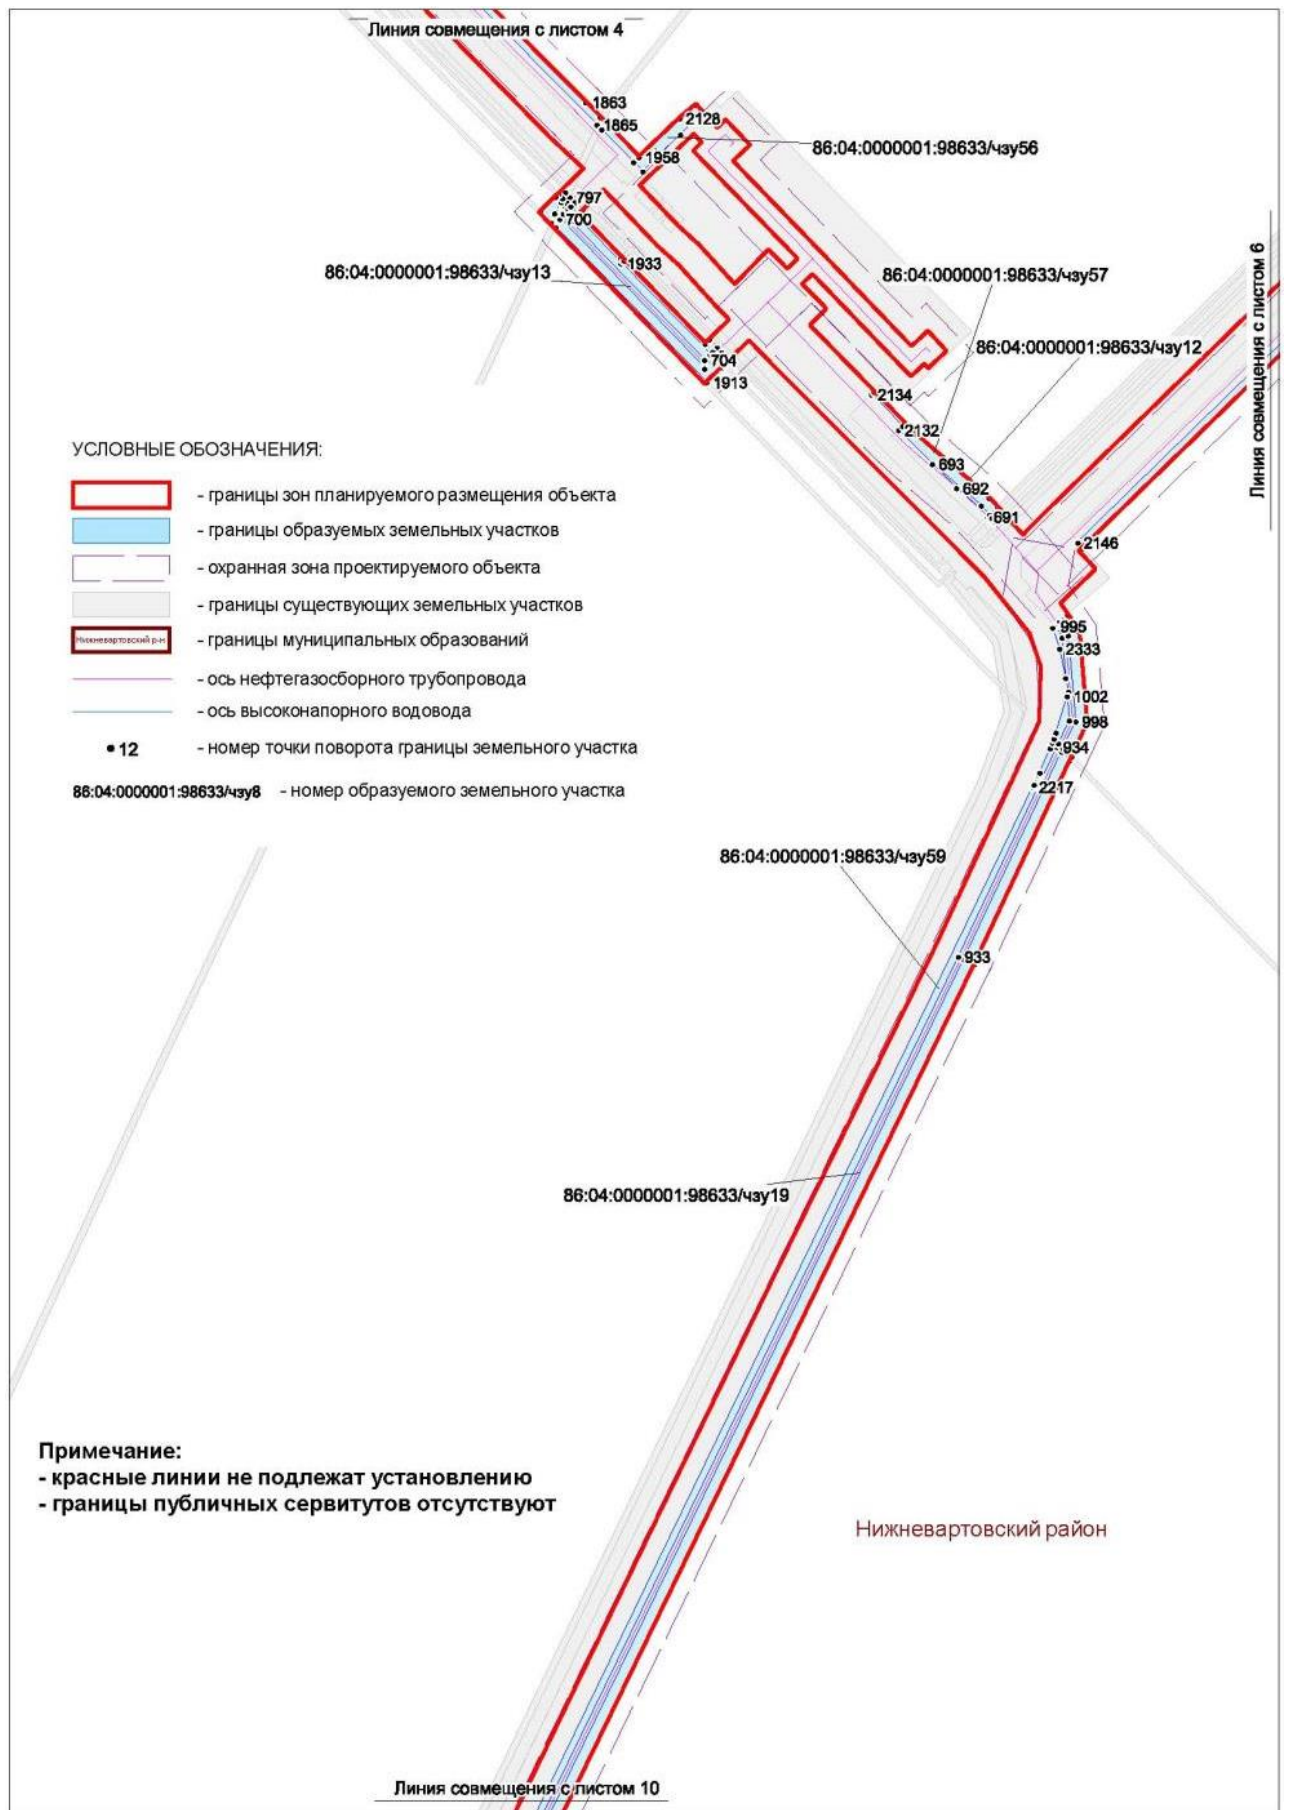 Линия совмещения с листом 4
1863
1865
2128
1958
86:04:0000001:98633/чзу56
797
700
1933
86:04:0000001:98633/чзу13
86:04:0000001:98633/чзу57
Линия совмещения с листом 6
86:04:0000001:98633/чзу12
704
1913
2134
2132
693
692
691
2146
УСЛОВНЫЕ ОБОЗНАЧЕНИЯ:
- границы зон планируемого размещения объекта
- границы образуемых земельных участков
- охранная зона проектируемого объекта
- границы существующих земельных участков
Нижневартовский р-н - границы муниципальных образований
- ось нефтегазосборного трубопровода
- ось высоконапорного водовода
12 - номер точки поворота границы земельного участка
86:04:0000001:98633/чзу8 - номер образуемого земельного участка
995
2333
1002
998
934
2217
86:04:0000001:98633/чзу59
933
86:04:0000001:98633/чзу19
Примечание:
- красные линии не подлежат установлению
- границы публичных сервитутов отсутствуют
Нижневартовский район
Линия совмещения с листом 10